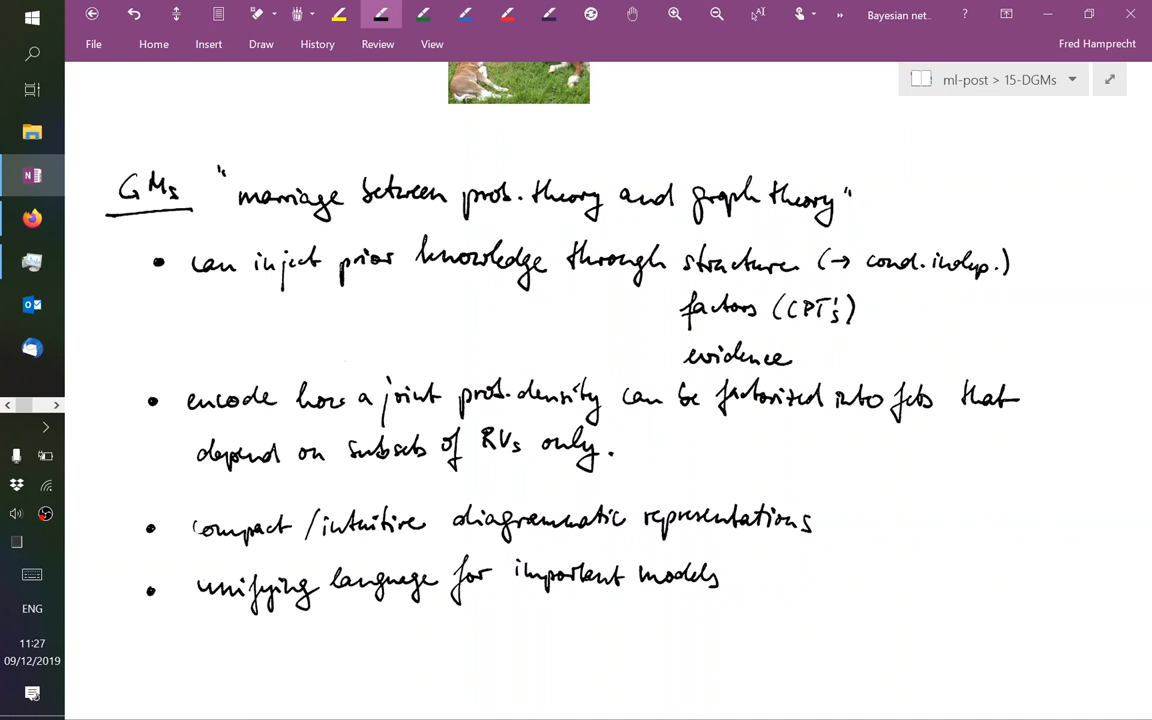 Bayesian net...
File Home Insert Draw History Review View
Fred Hamprecht
ml-post > 15-DGMs
GMs "marriage between prob. theory and graph theory"
• can inject prior knowledge through structure (→ cond. indep.)
factors (CPT's)
evidence
• encode how a joint prob. density can be factorized into fcts that
depend on subsets of RVs only.
• compact/intuitive diagrammatic representations
• unifying language for important models
ENG
11:27
09/12/2019